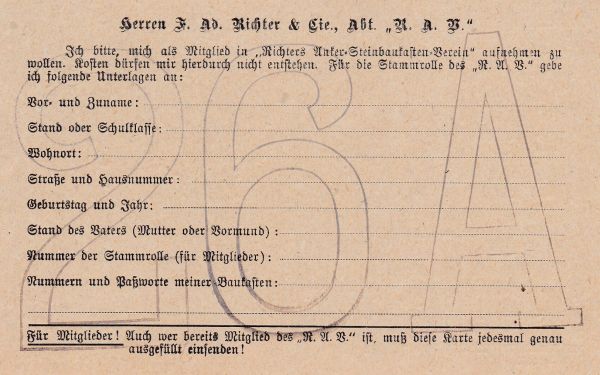 Herren F. Ad. Richter & Cie., Abt. „R. A. V."
Ich bitte, mich als Mitglied in „Richters Anker-Steinbaukasten-Verein" aufnehmen zu
wollen. Kosten dürfen mir hierdurch nicht entstehen. Für die Stammrolle des „R. A. V." gebe
ich folgende Unterlagen an:
Vor- und Zuname:
Stand oder Schulklasse:
Wohnort:
Straße und Hausnummer:
Geburtstag und Jahr:
Stand des Vaters (Mutter oder Vormund):
Nummer der Stammrolle (für Mitglieder):
Nummern und Paßworte meiner Baukasten:
Für Mitglieder! Auch wer bereits Mitglied des „R. A. V." ist, muß diese Karte jedesmal genau
ausgefüllt einsenden!
26A